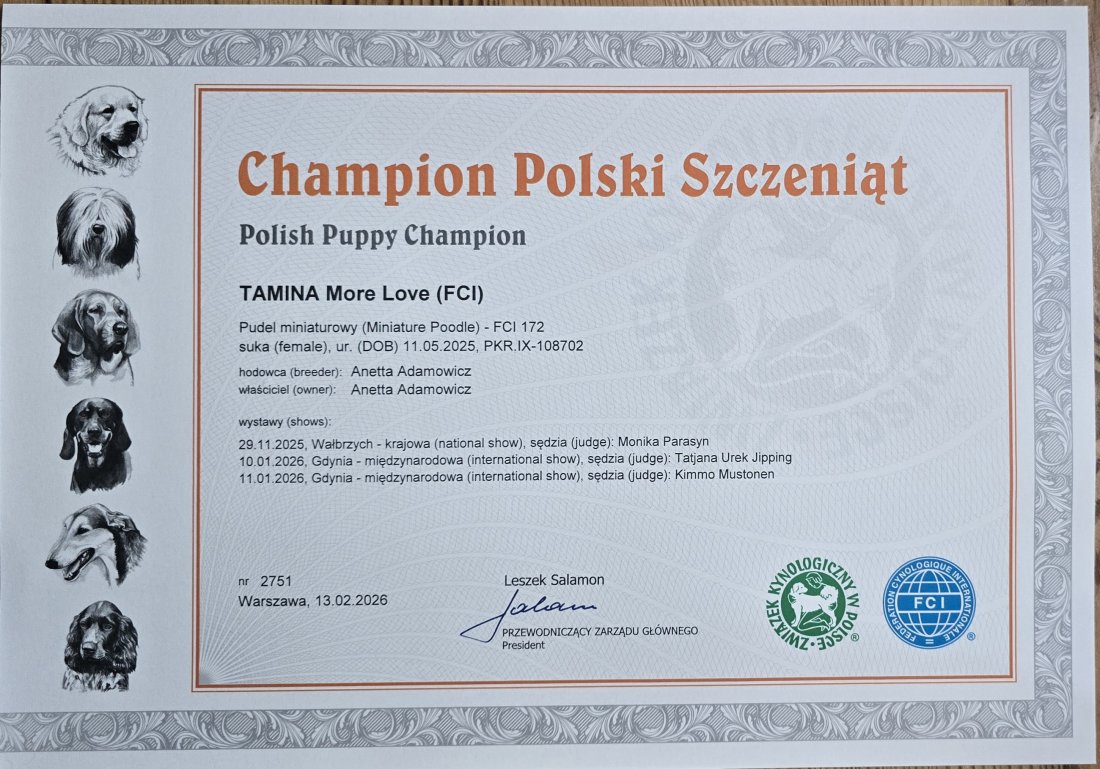 Champion Polski Szczeniąt
Polish Puppy Champion
TAMINA More Love (FCI)
Pudel miniaturowy (Miniature Poodle) - FCI 172
suka (female), ur. (DOB) 11.05.2025, PKR.IX-108702
hodowca (breeder): Anetta Adamowicz
właściciel (owner): Anetta Adamowicz
wystawy (shows):
29.11.2025, Wałbrzych - krajowa (national show), sędzia (judge): Monika Parasyn
10.01.2026, Gdynia - międzynarodowa (international show), sędzia (judge): Tatjana Urek Jipping
11.01.2026, Gdynia - międzynarodowa (international show), sędzia (judge): Kimmo Mustonen
nr 2751
Warszawa, 13.02.2026
Leszek Salamon
PRZEWODNICZĄCY ZARZĄDU GŁÓWNEGO
President
ZWIĄZEK KYNOLOGICZNY W POLSCE ®
FEDERATION CYNOLOGIQUE INTERNATIONALE ®
FCI